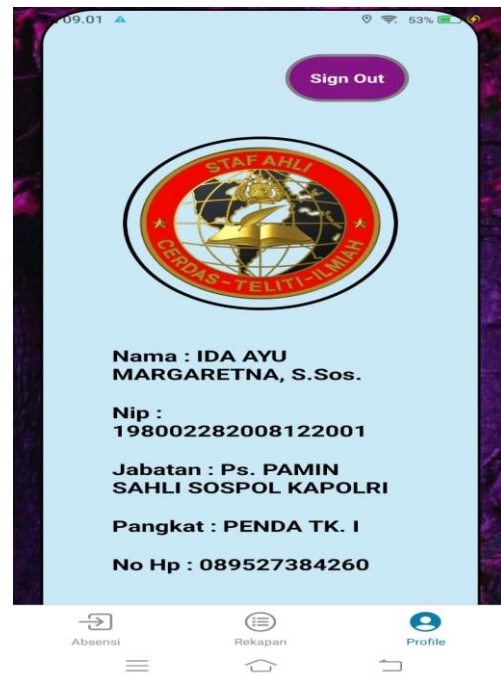 09.01
53%
Sign Out
STAF AHLI
CERDAS-TELITI-ILMIAH
Nama : IDA AYU
MARGARETNA, S.Sos.
Nip :
198002282008122001
Jabatan : Ps. PAMIN
SAHLI SOSPOL KAPOLRI
Pangkat : PENDA TK. I
No Hp : 089527384260
Absensi
Rekapan
Profile